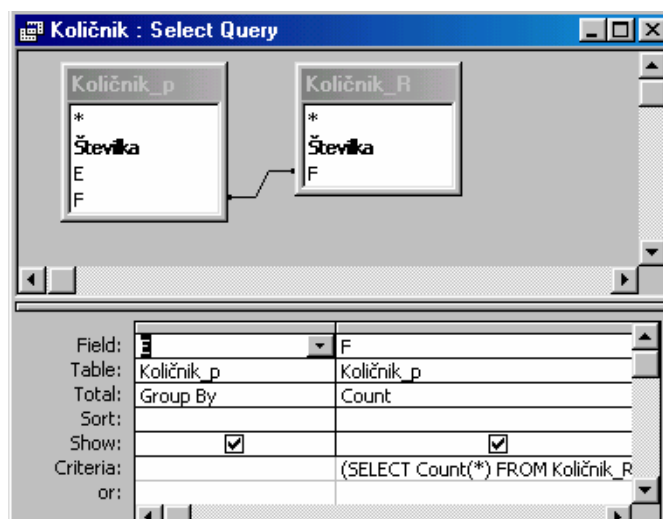 Količnik : Select Query
Količnik_p
*
Številka
E
F
Količnik_R
*
Številka
F
Field: E F
Table: Količnik_p Količnik_p
Total: Group By Count
Sort:
Show:
Criteria: (SELECT Count(*) FROM Količnik_R
or: